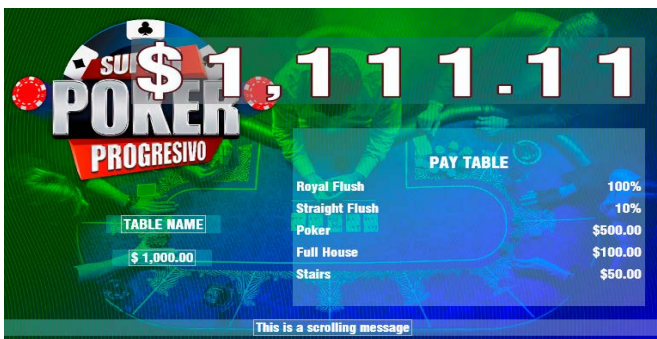 $1,111.11
POKER
PROGRESIVO
PAY TABLE
Royal Flush 100%
Straight Flush 10%
Poker $500.00
Full House $100.00
Stairs $50.00
TABLE NAME
$ 1,000.00
This is a scrolling message